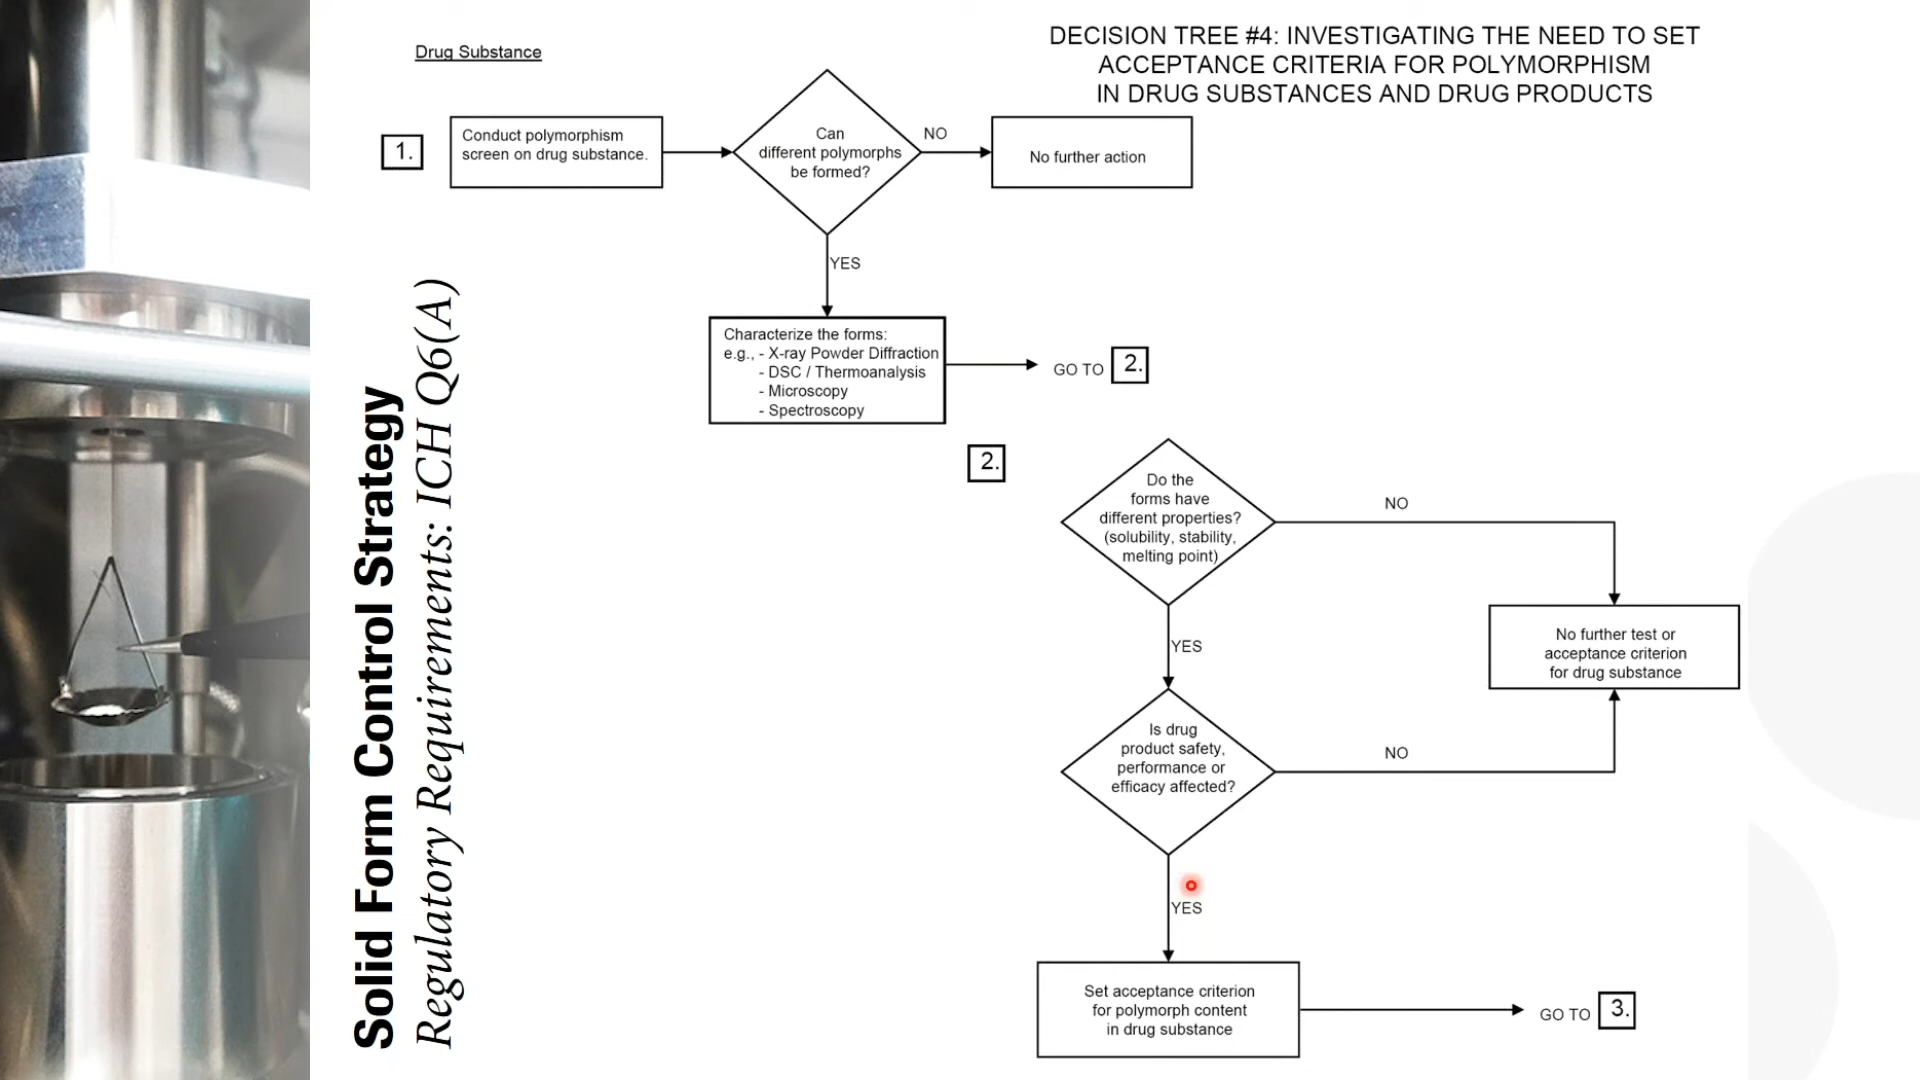 DECISION TREE #4: INVESTIGATING THE NEED TO SET
ACCEPTANCE CRITERIA FOR POLYMORPHISM
IN DRUG SUBSTANCES AND DRUG PRODUCTS
Solid Form Control Strategy
Regulatory Requirements: ICH Q6(A)
Drug Substance
1.
Conduct polymorphism
screen on drug substance.
Can
different polymorphs
be formed?
NO
No further action
YES
Characterize the forms:
e.g., - X-ray Powder Diffraction
- DSC / Thermoanalysis
- Microscopy
- Spectroscopy
GO TO 2.
2.
Do the
forms have
different properties?
(solubility, stability,
melting point)
NO
No further test or
acceptance criterion
for drug substance
YES
Is drug
product safety,
performance or
efficacy affected?
NO
YES
Set acceptance criterion
for polymorph content
in drug substance
GO TO 3.